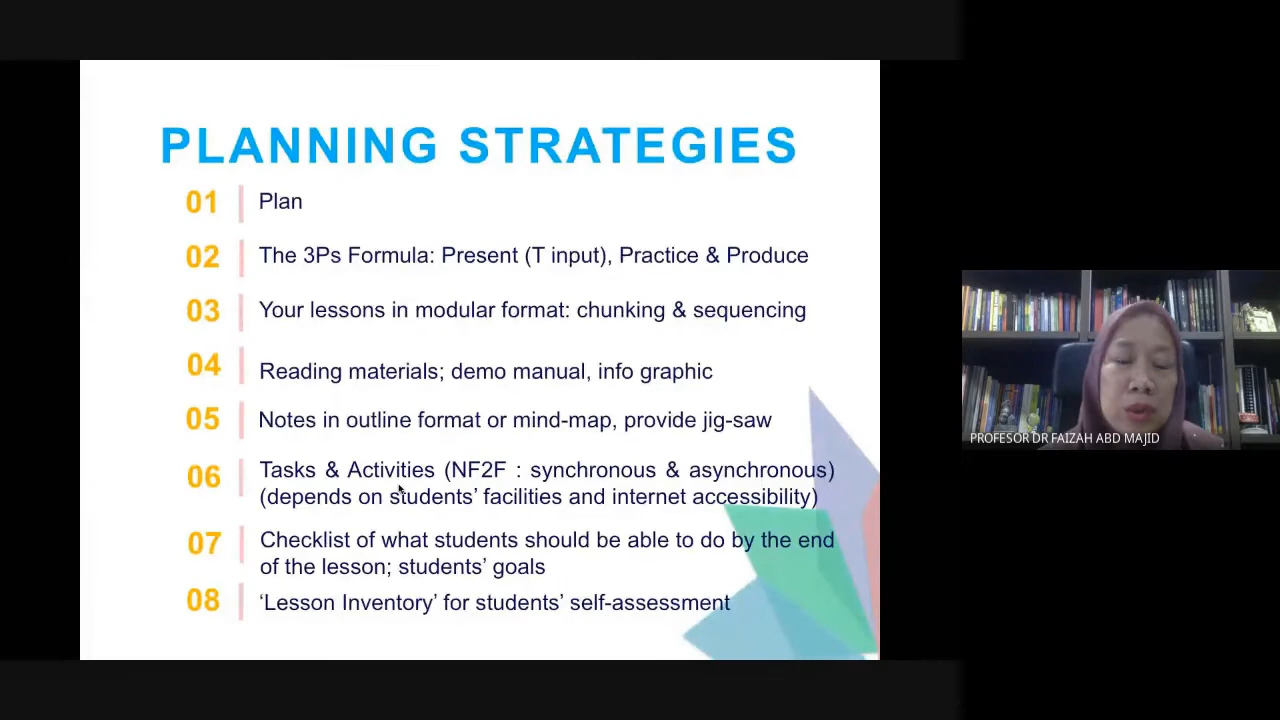 PLANNING STRATEGIES
01 Plan
02 The 3Ps Formula: Present (T input), Practice & Produce
03 Your lessons in modular format: chunking & sequencing
04 Reading materials; demo manual, info graphic
05 Notes in outline format or mind-map, provide jig-saw
06 Tasks & Activities (NF2F : synchronous & asynchronous)
(depends on students’ facilities and internet accessibility)
07 Checklist of what students should be able to do by the end
of the lesson; students’ goals
08 ‘Lesson Inventory’ for students’ self-assessment
PROFESOR DR FAIZAH ABD MAJID